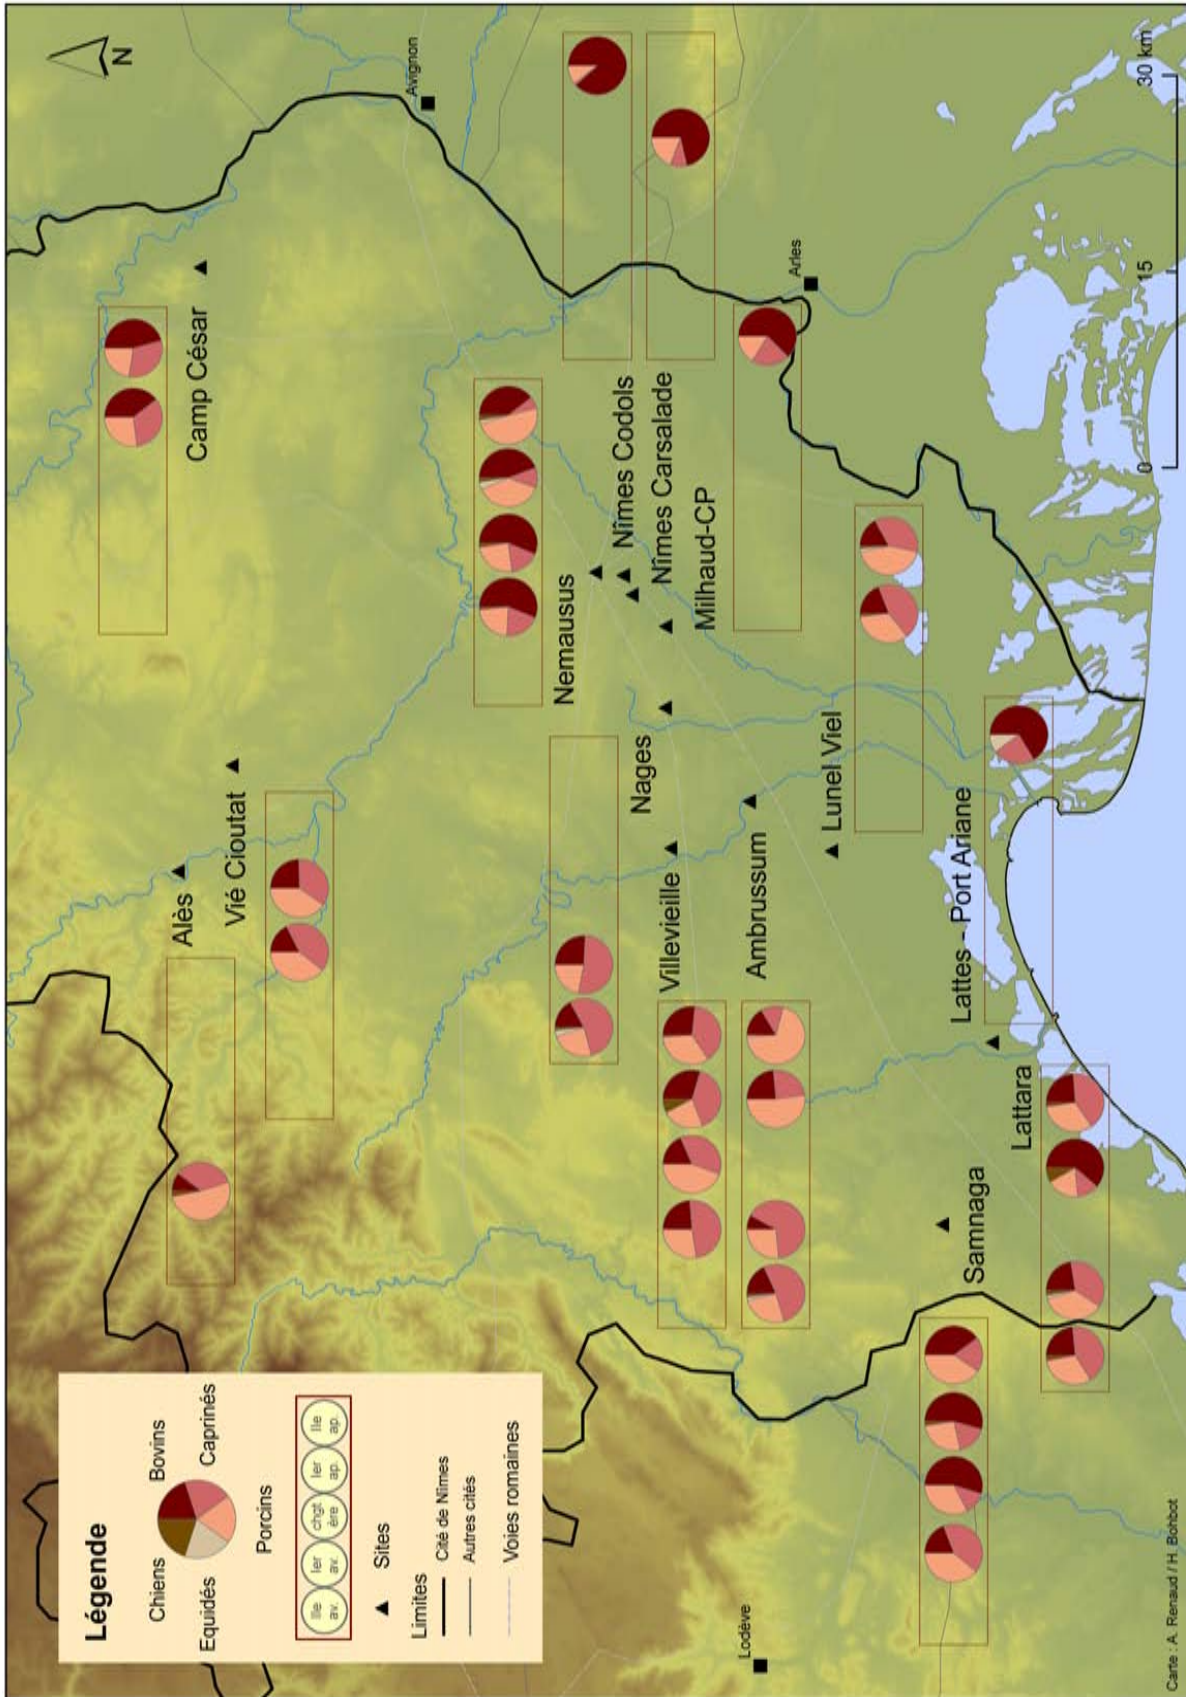 N
Avignon
Camp César
Alès
Vié Cioutat
Nemausus
Nîmes Codols
Nîmes Carsalade
Milhaud-CP
Arles
Nages
Villevieille
Ambrussum
Lunel Viel
Lattes - Port Ariane
Lattara
Samnaga
Lodève
0 15 30 km
Légende
Chiens
Bovins
Equidés
Caprinés
Porcins
IIe av.
Ier av.
chgt ère
Ier ap.
IIe ap.
Sites
Limites
Cité de Nîmes
Autres cités
Voies romaines
Carte : A. Renaud / H. Bohbot